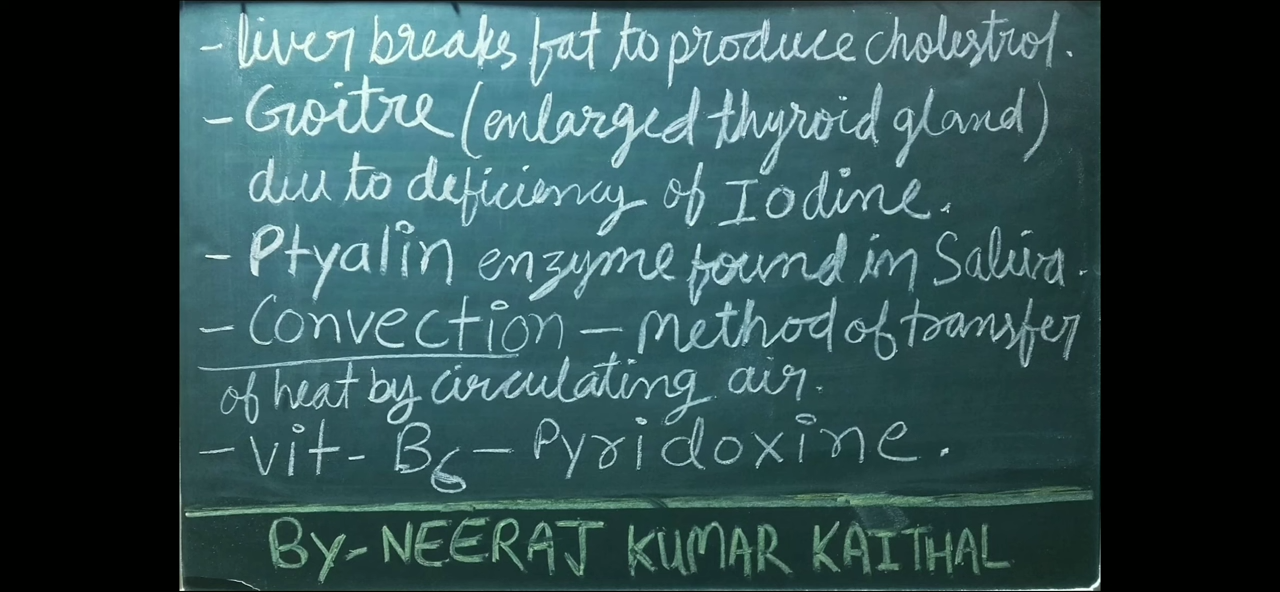 - liver breaks fat to produce cholestrol.
- Goitre (enlarged thyroid gland)
due to deficiency of Iodine.
- Ptyalin enzyme found in Saliva.
- Convection - Method of transfer
of heat by circulating air.
- Vit - B6 - Pyridoxine.
By- NEERAJ KUMAR KAITHAL